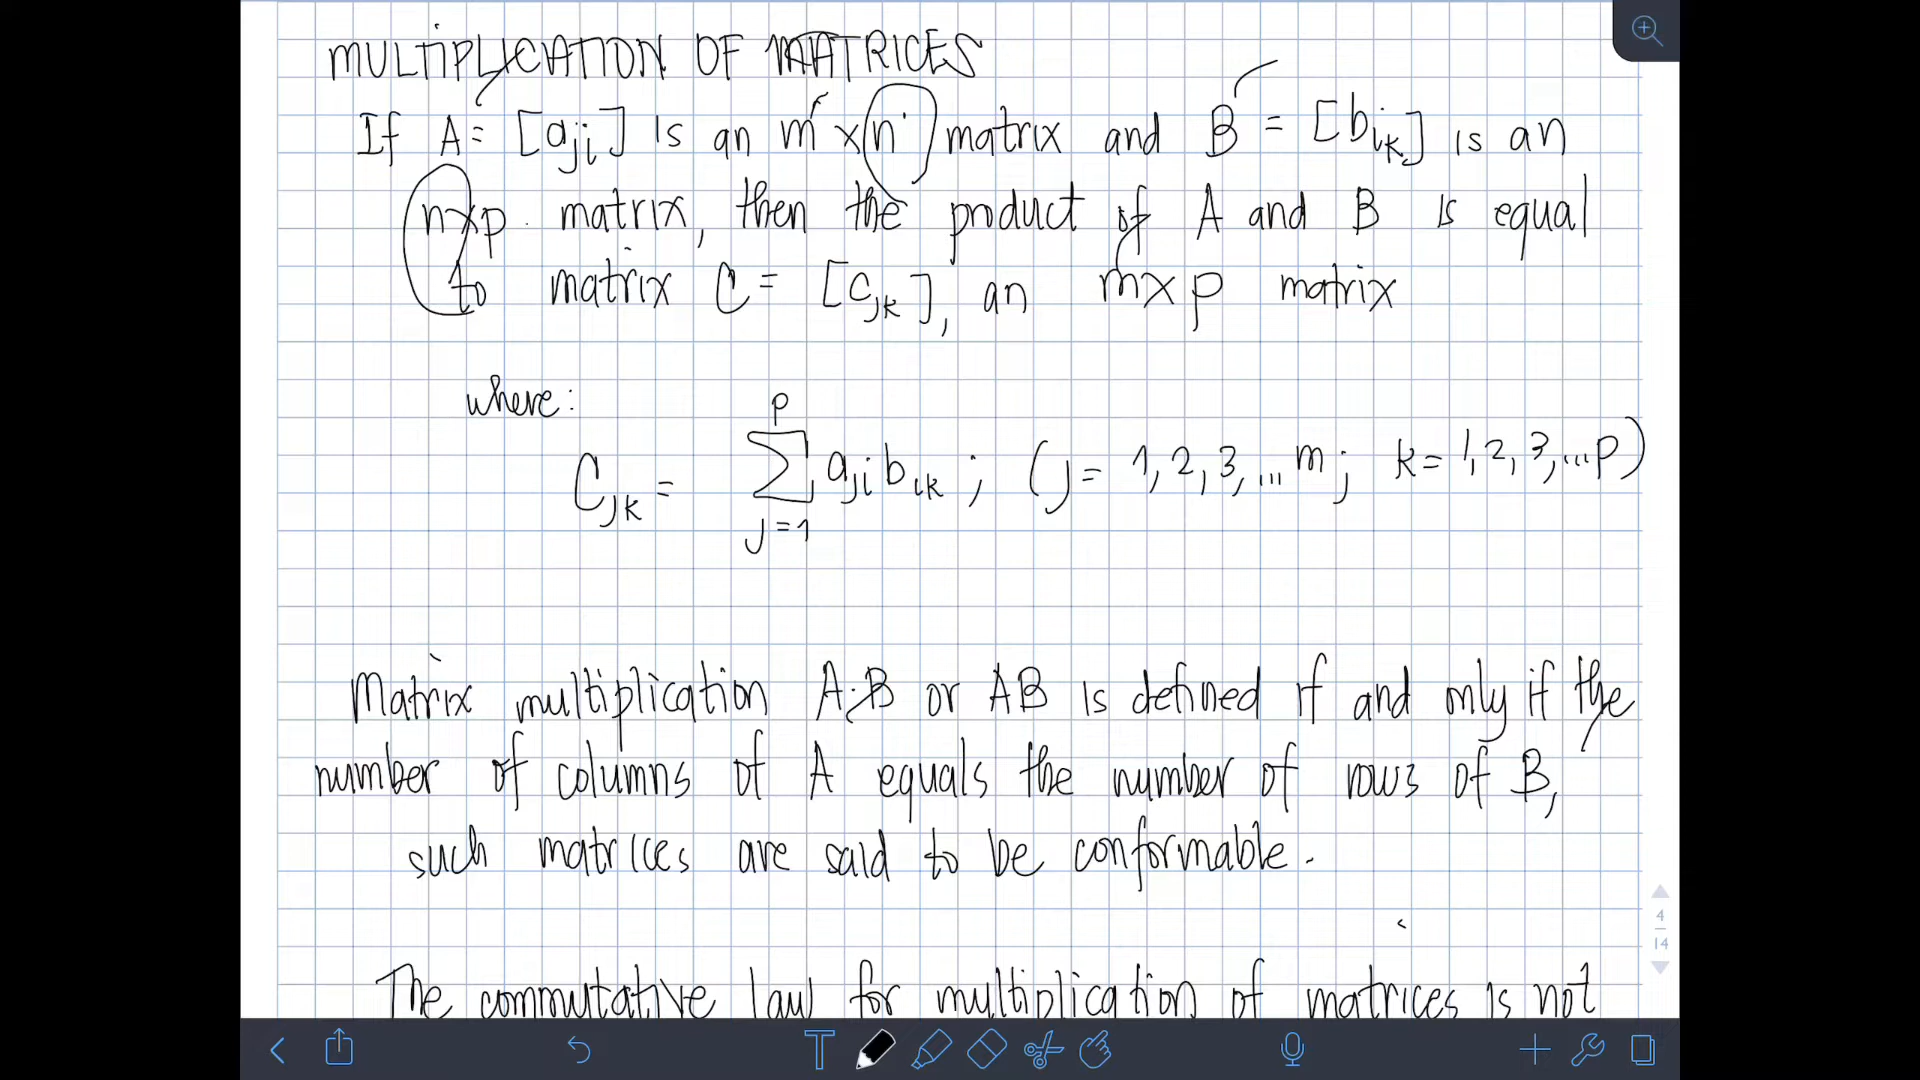 MULTIPLICATION OF MATRICES
If A = [aji] is an m × n matrix and B = [bik] is an
n×p matrix, then the product of A and B is equal
to matrix C = [cjk], an m×p matrix
where:
p
Cjk = ∑ aji bik ; (j = 1, 2, 3, ... m; k = 1, 2, 3, ... p)
j=1
Matrix multiplication A·B or AB is defined if and only if the
number of columns of A equals the number of rows of B,
such matrices are said to be conformable.
The commutative law for multiplication of matrices is not
4
14
T